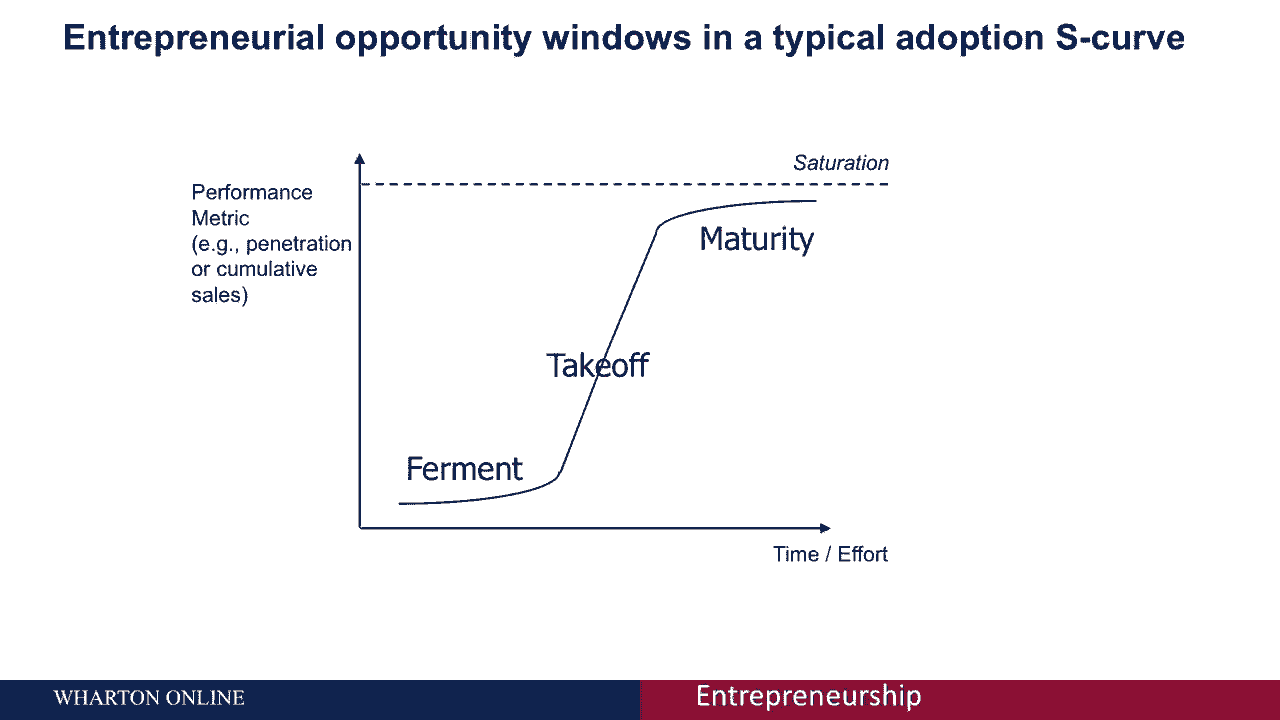 Entrepreneurial opportunity windows in a typical adoption S-curve
Saturation
Performance
Metric
(e.g., penetration
or cumulative
sales)
Maturity
Takeoff
Ferment
Time / Effort
WHARTON ONLINE
Entrepreneurship